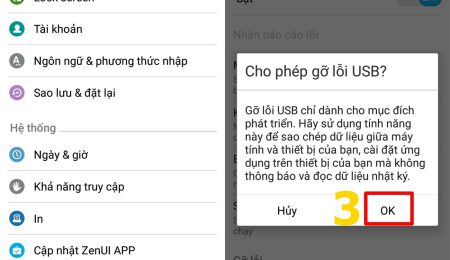 Tài khoản
Ngôn ngữ & phương thức nhập
Sao lưu & đặt lại
Hệ thống
Ngày & giờ
Khả năng truy cập
In
Cập nhật ZenUI APP
Bật
Nhãn báo cáo lỗi
Cho phép gỡ lỗi USB?
Gỡ lỗi USB chỉ dành cho mục đích
phát triển. Hãy sử dụng tính năng
này để sao chép dữ liệu giữa máy
tính và thiết bị của bạn, cài đặt ứng
dụng trên thiết bị của bạn mà không
thông báo và đọc dữ liệu nhật ký.
Hủy
3
OK
chạy